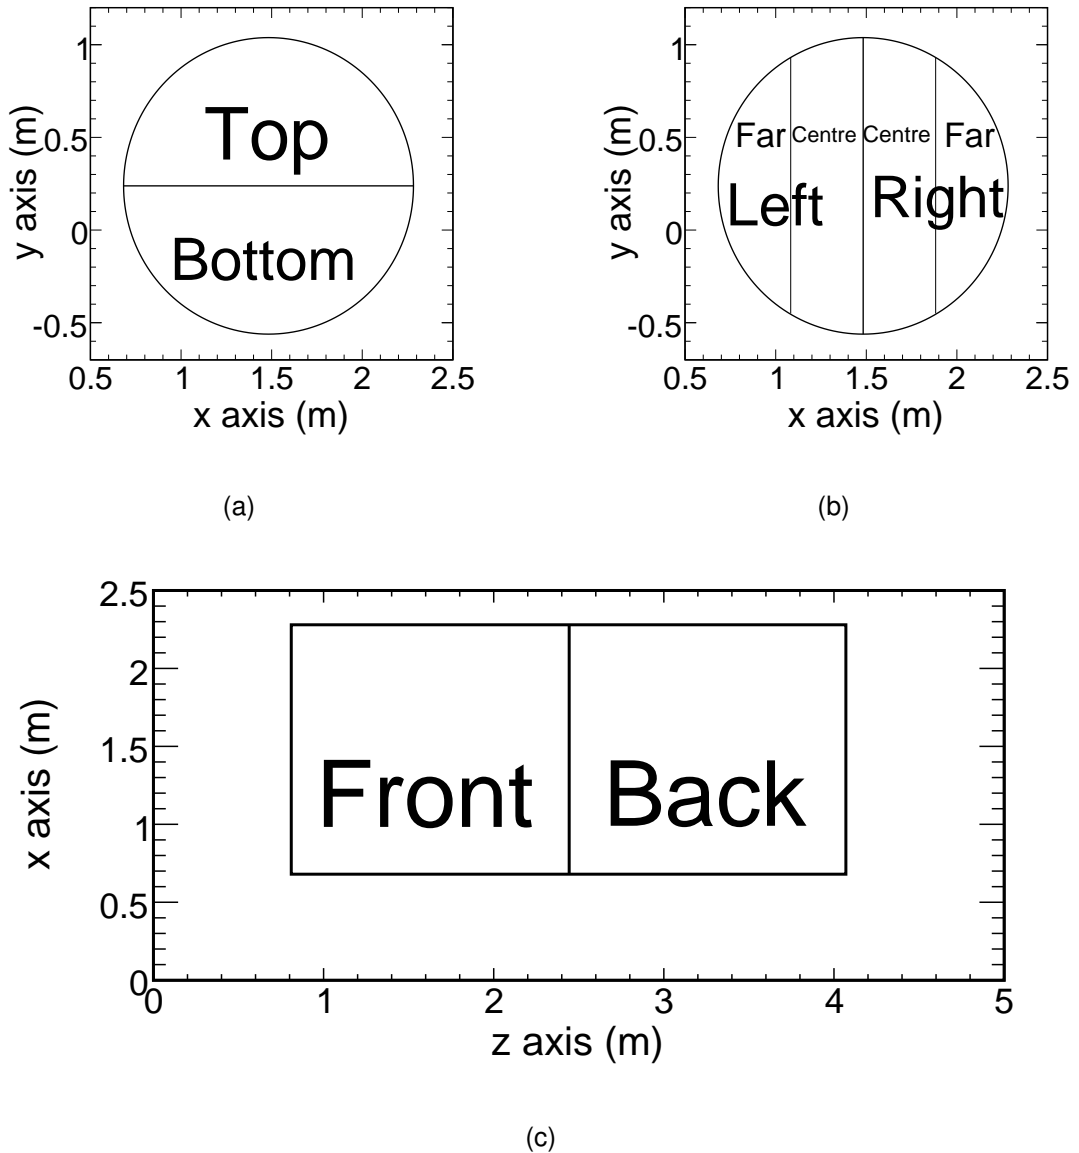 1
0.5
0
-0.5
y axis (m)
Top
Bottom
0.5 1 1.5 2 2.5
x axis (m)
(a)
1
0.5
0
-0.5
y axis (m)
Far Centre Centre Far
Left Right
0.5 1 1.5 2 2.5
x axis (m)
(b)
2.5
2
1.5
1
0.5
0
x axis (m)
Front Back
0 1 2 3 4 5
z axis (m)
(c)